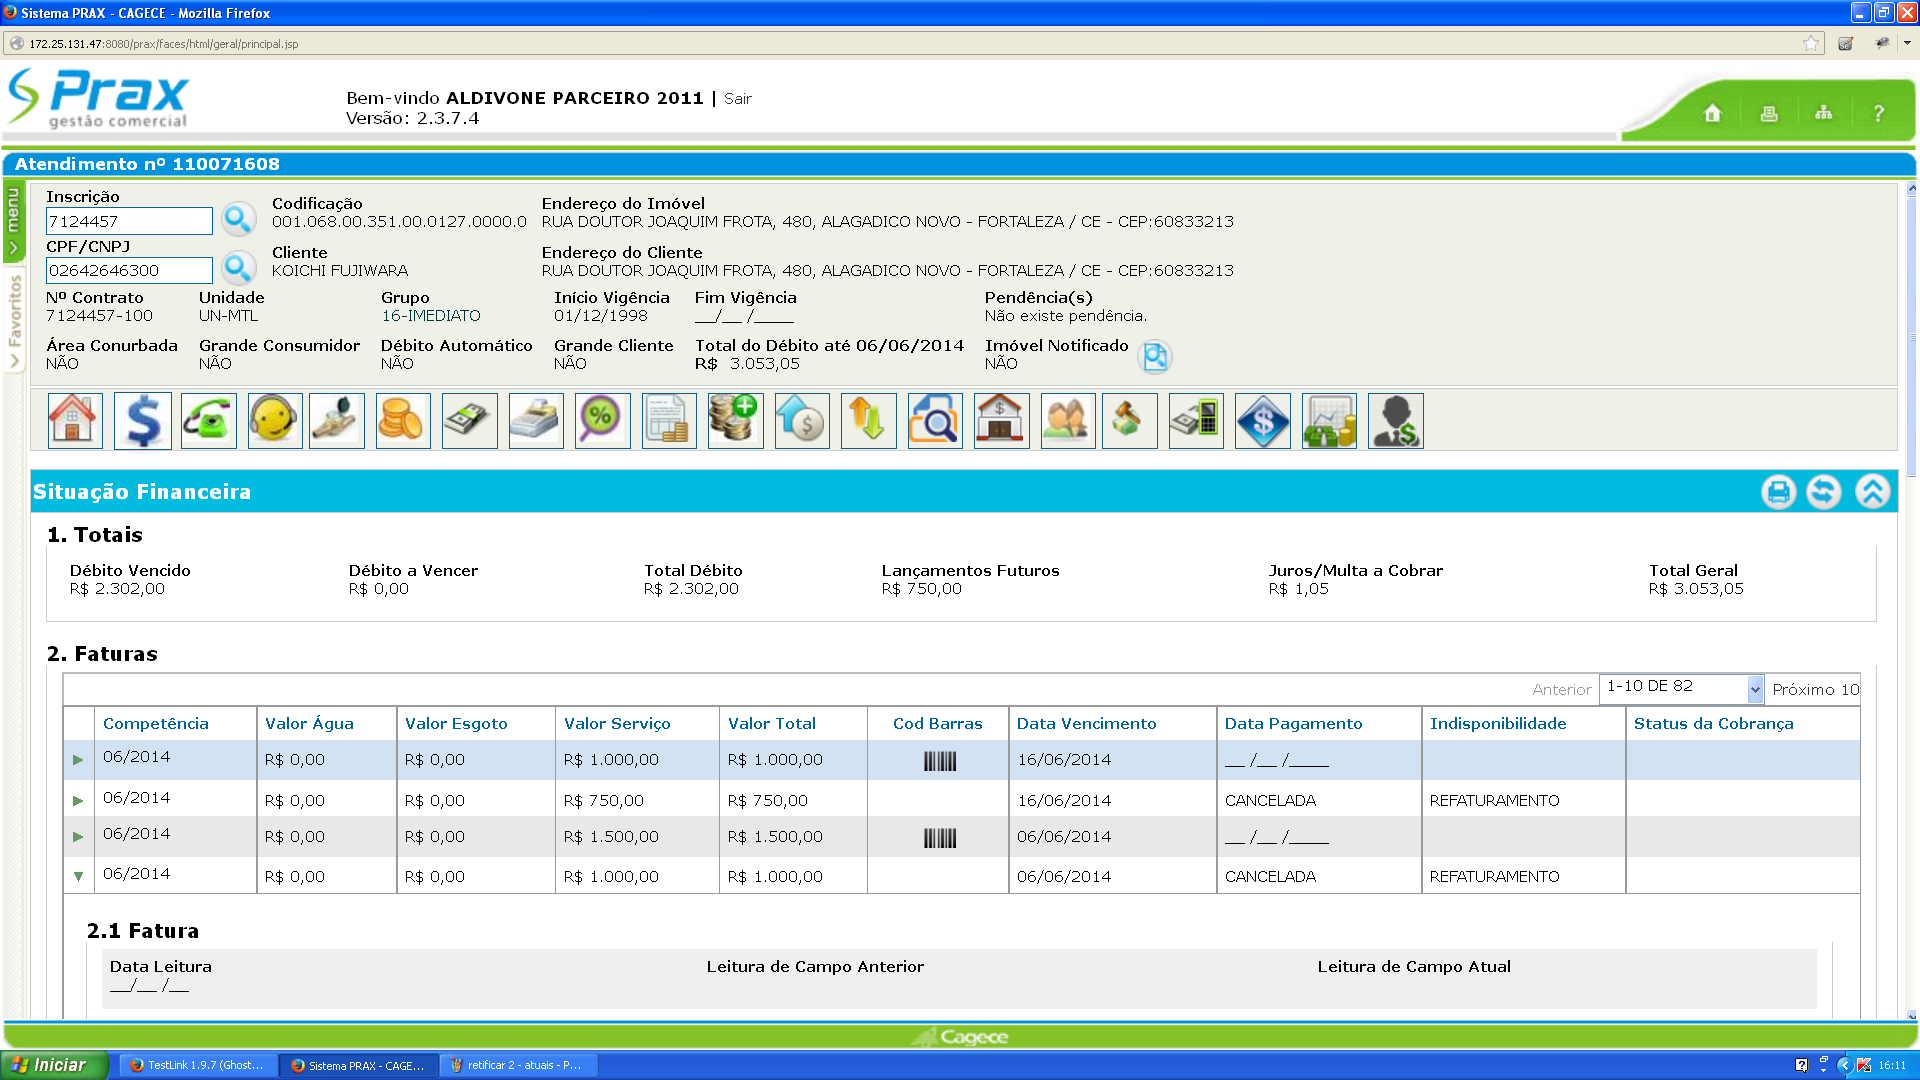 Sistema PRAX - CAGECE - Mozilla Firefox
172.25.131.47:8080/prax/faces/html/geral/principal.jsp
Prax
gestão comercial
Bem-vindo ALDIVONE PARCEIRO 2011 | Sair
Versão: 2.3.7.4
?
Atendimento nº 110071608
menu
Favoritos
Inscrição
7124457
Codificação
001.068.00.351.00.0127.0000.0
Endereço do Imóvel
RUA DOUTOR JOAQUIM FROTA, 480, ALAGADICO NOVO - FORTALEZA / CE - CEP:60833213
CPF/CNPJ
02642646300
Cliente
KOICHI FUJIWARA
Endereço do Cliente
RUA DOUTOR JOAQUIM FROTA, 480, ALAGADICO NOVO - FORTALEZA / CE - CEP:60833213
Nº Contrato Unidade Grupo Início Vigência Fim Vigência Pendência(s)
7124457-100 UN-MTL 16-IMEDIATO 01/12/1998 __/__ /____ Não existe pendência.
Área Conurbada Grande Consumidor Débito Automático Grande Cliente Total do Débito até 06/06/2014 Imóvel Notificado
NÃO NÃO NÃO NÃO R$ 3.053,05 NÃO
Situação Financeira
1. Totais
Débito Vencido Débito a Vencer Total Débito Lançamentos Futuros Juros/Multa a Cobrar Total Geral
R$ 2.302,00 R$ 0,00 R$ 2.302,00 R$ 750,00 R$ 1,05 R$ 3.053,05
2. Faturas
Anterior 1-10 DE 82 Próximo 10
Competência Valor Água Valor Esgoto Valor Serviço Valor Total Cod Barras Data Vencimento Data Pagamento Indisponibilidade Status da Cobrança
06/2014 R$ 0,00 R$ 0,00 R$ 1.000,00 R$ 1.000,00 16/06/2014 __ /__ /____
06/2014 R$ 0,00 R$ 0,00 R$ 750,00 R$ 750,00 16/06/2014 CANCELADA REFATURAMENTO
06/2014 R$ 0,00 R$ 0,00 R$ 1.500,00 R$ 1.500,00 06/06/2014 __ /__ /____
06/2014 R$ 0,00 R$ 0,00 R$ 1.000,00 R$ 1.000,00 06/06/2014 CANCELADA REFATURAMENTO
2.1 Fatura
Data Leitura Leitura de Campo Anterior Leitura de Campo Atual
__/__ /__
Cagece
Iniciar TestLink 1.9.7 (Ghost... Sistema PRAX - CAGE... retificar 2 - atuais - P... 16:11